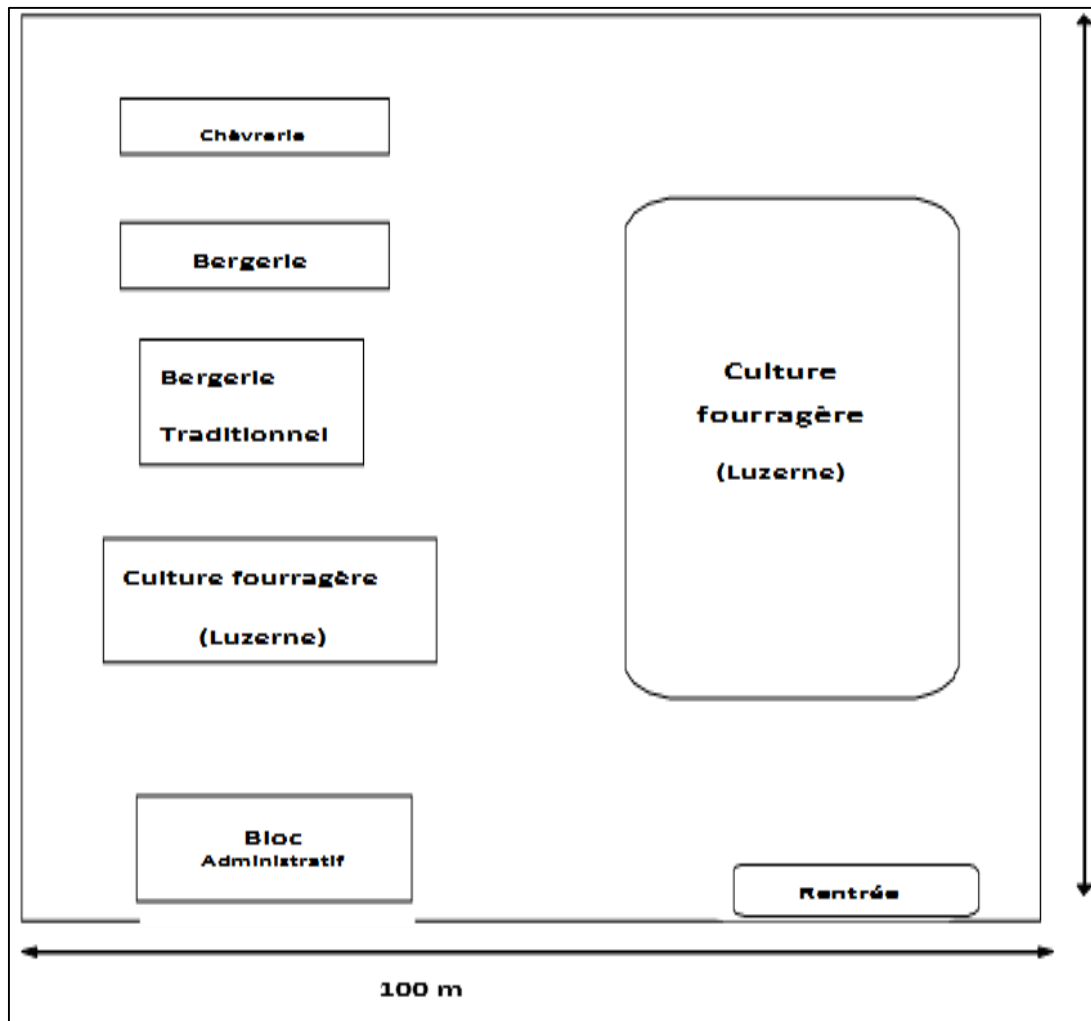 Chèvrerie
Bergerie
Bergerie
Traditionnel
Culture fourragère
(Luzerne)
Bloc
Administratif
Culture
fourragère
(Luzerne)
Rentrée
100 m